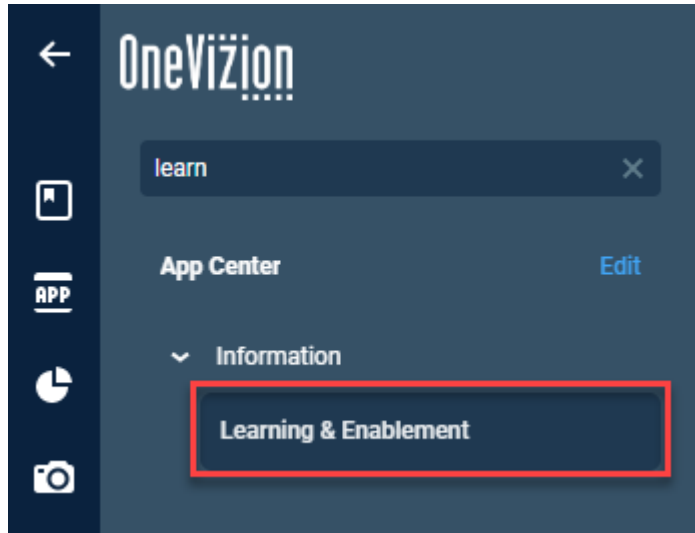 OneVizion
learn
App Center
Edit
APP
Information
Learning & Enablement